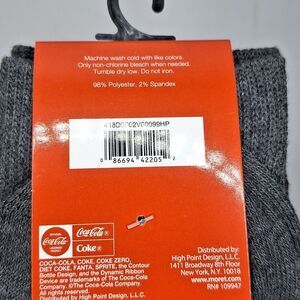 Machine wash cold with like colors.
Only non-chlorine bleach when needed.
Tumble dry low. Do not iron.
98% Polyester, 2% Spandex
0 86694 42205 2
Coca-Cola
Coca-Cola
Coke
COCA-COLA, COKE, COKE ZERO,
DIET COKE, FANTA, SPRITE, the Contour
Bottle Design, and the Dynamic Ribbon
Device are trademarks of The Coca-Cola
Company. ©The Coca-Cola Company.
All rights reserved.
Distributed by High Point Design, LLC
Distributed by:
High Point Design, L.L.C.
1411 Broadway 8th Floor
New York, N.Y. 10018
www.moret.com
RN# 109947